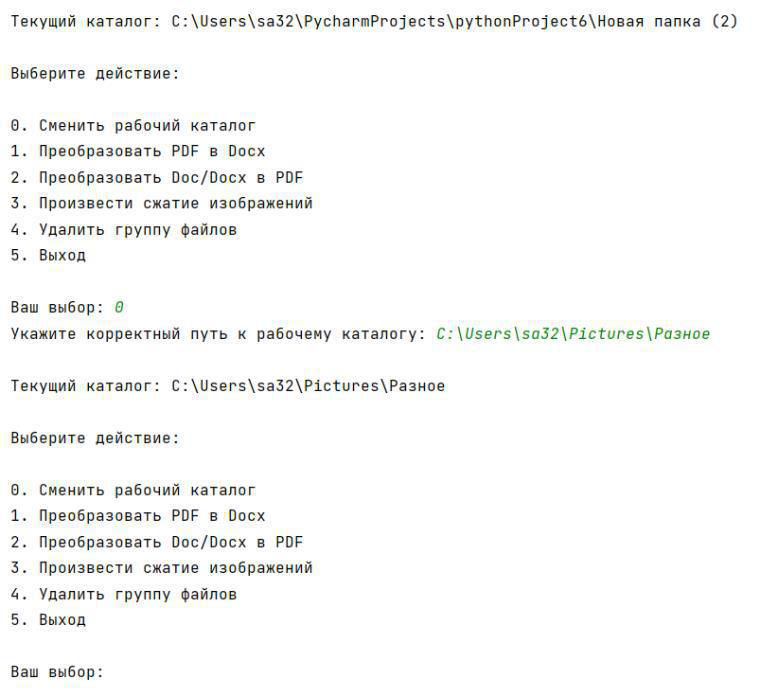 Текущий каталог: C:\Users\sa32\PycharmProjects\pythonProject6\Новая папка (2)
Выберите действие:
0. Сменить рабочий каталог
1. Преобразовать PDF в Docx
2. Преобразовать Doc/Docx в PDF
3. Произвести сжатие изображений
4. Удалить группу файлов
5. Выход
Ваш выбор: 0
Укажите корректный путь к рабочему каталогу: C:\Users\sa32\Pictures\Разное
Текущий каталог: C:\Users\sa32\Pictures\Разное
Выберите действие:
0. Сменить рабочий каталог
1. Преобразовать PDF в Docx
2. Преобразовать Doc/Docx в PDF
3. Произвести сжатие изображений
4. Удалить группу файлов
5. Выход
Ваш выбор: